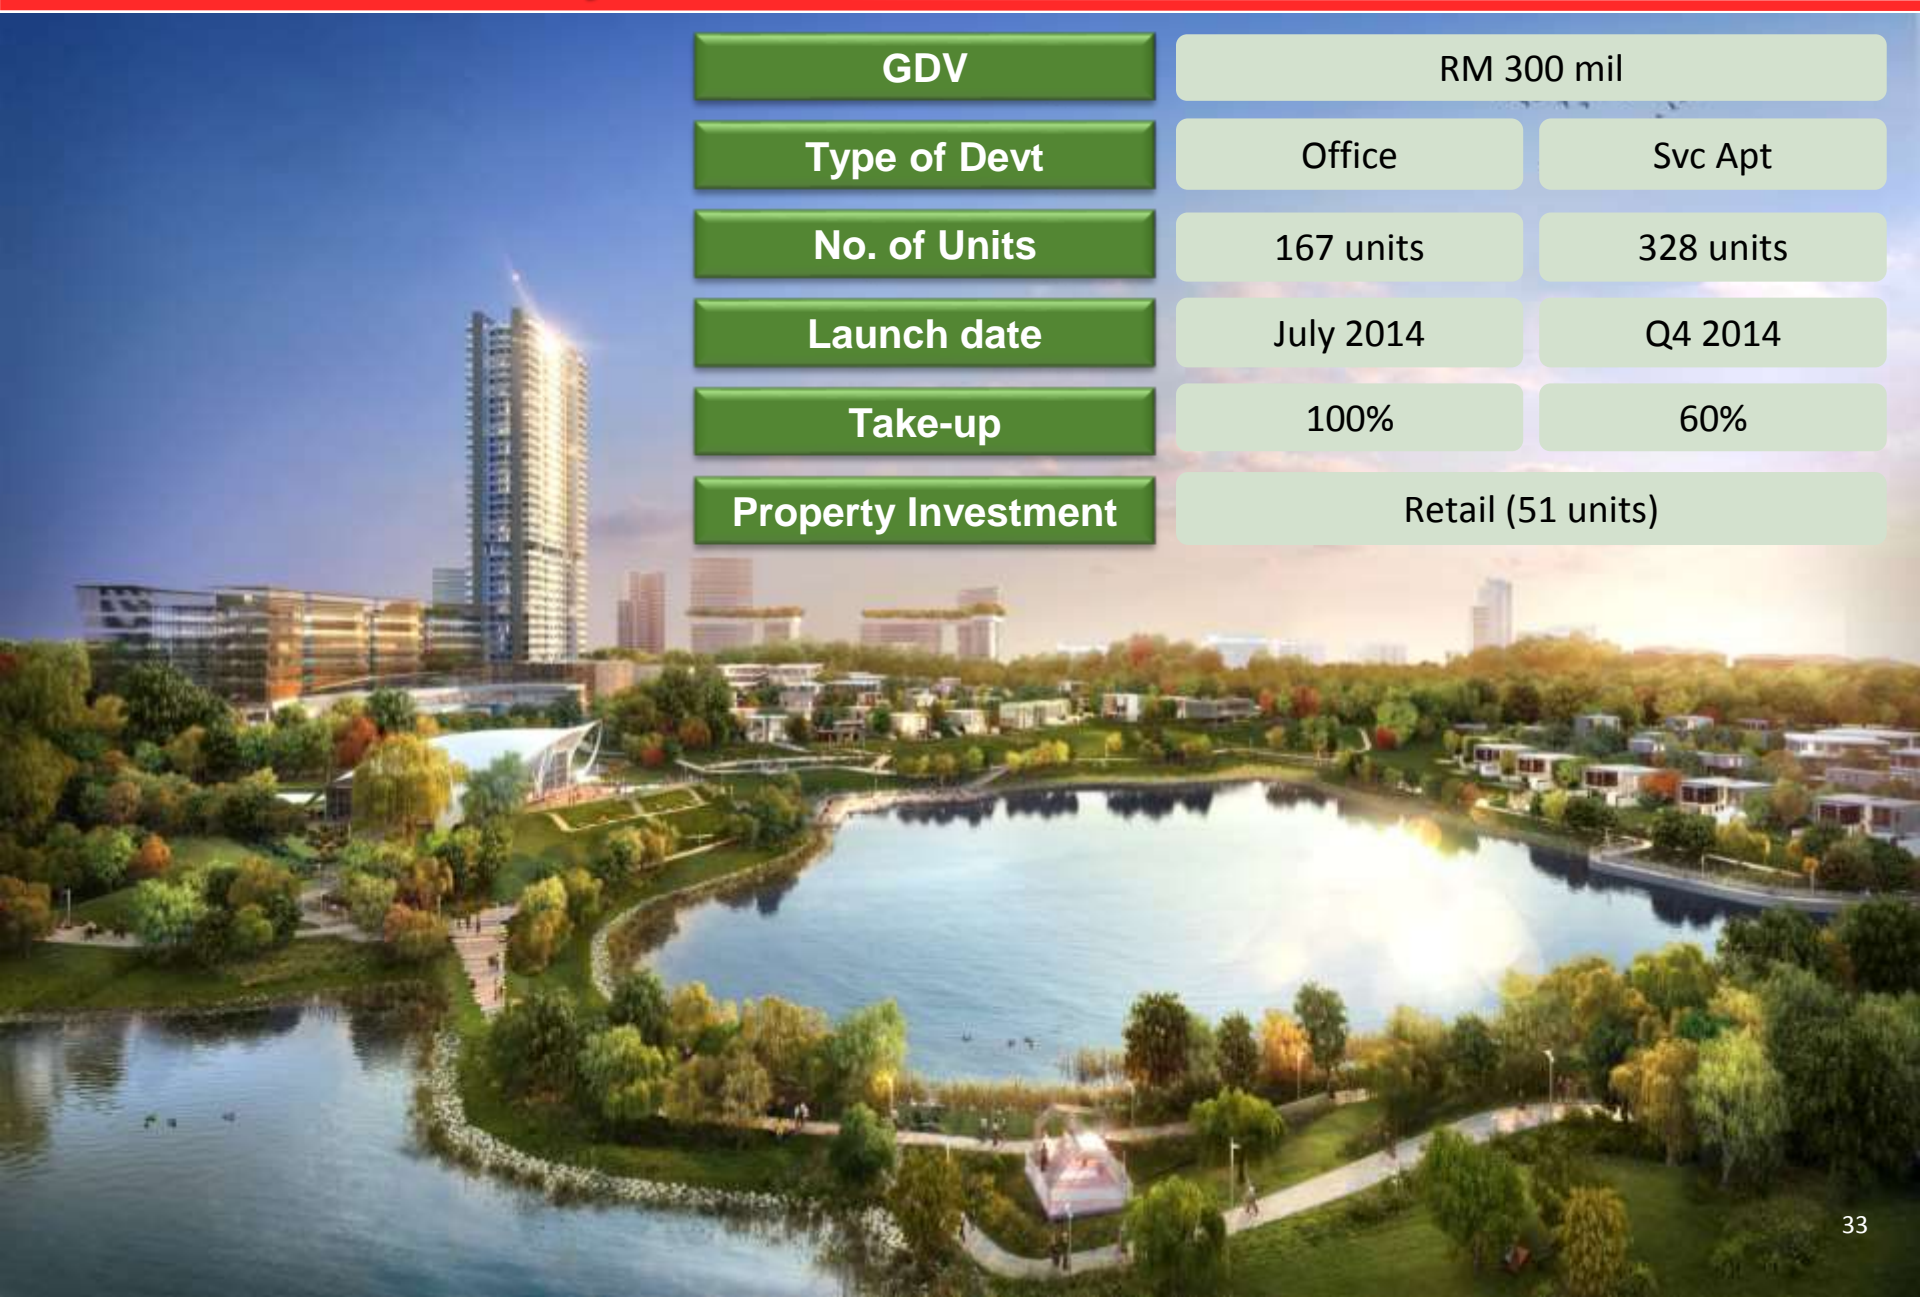 GDV
RM 300 mil
Type of Devt
Office
Svc Apt
No. of Units
167 units
328 units
Launch date
July 2014
Q4 2014
Take-up
100%
60%
Property Investment
Retail (51 units)
33